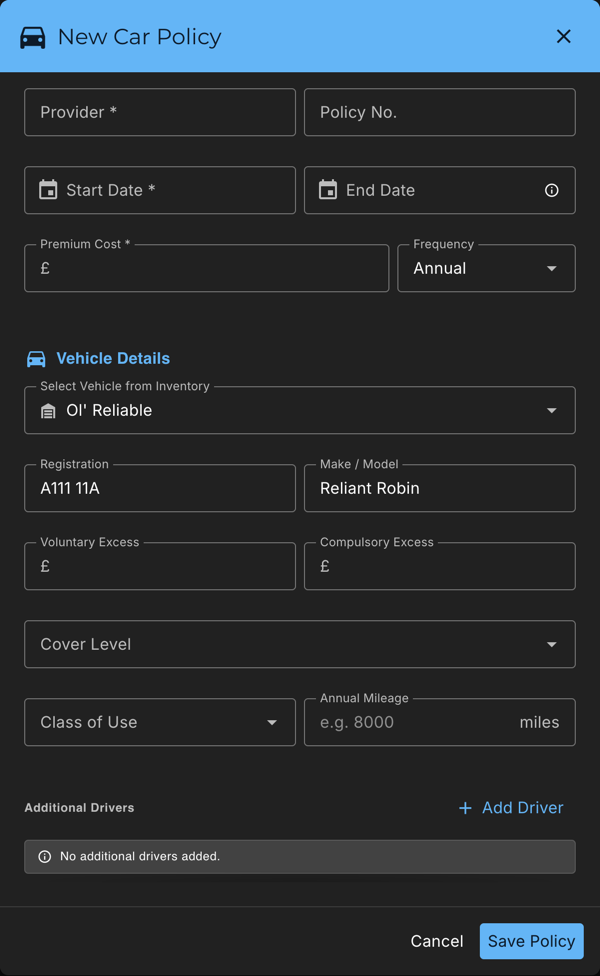 New Car Policy
Provider *
Policy No.
Start Date *
End Date
Premium Cost *
£
Frequency
Annual
Vehicle Details
Select Vehicle from Inventory
Ol' Reliable
Registration
A111 11A
Make / Model
Reliant Robin
Voluntary Excess
£
Compulsory Excess
£
Cover Level
Class of Use
Annual Mileage
e.g. 8000 miles
Additional Drivers
+ Add Driver
No additional drivers added.
Cancel
Save Policy